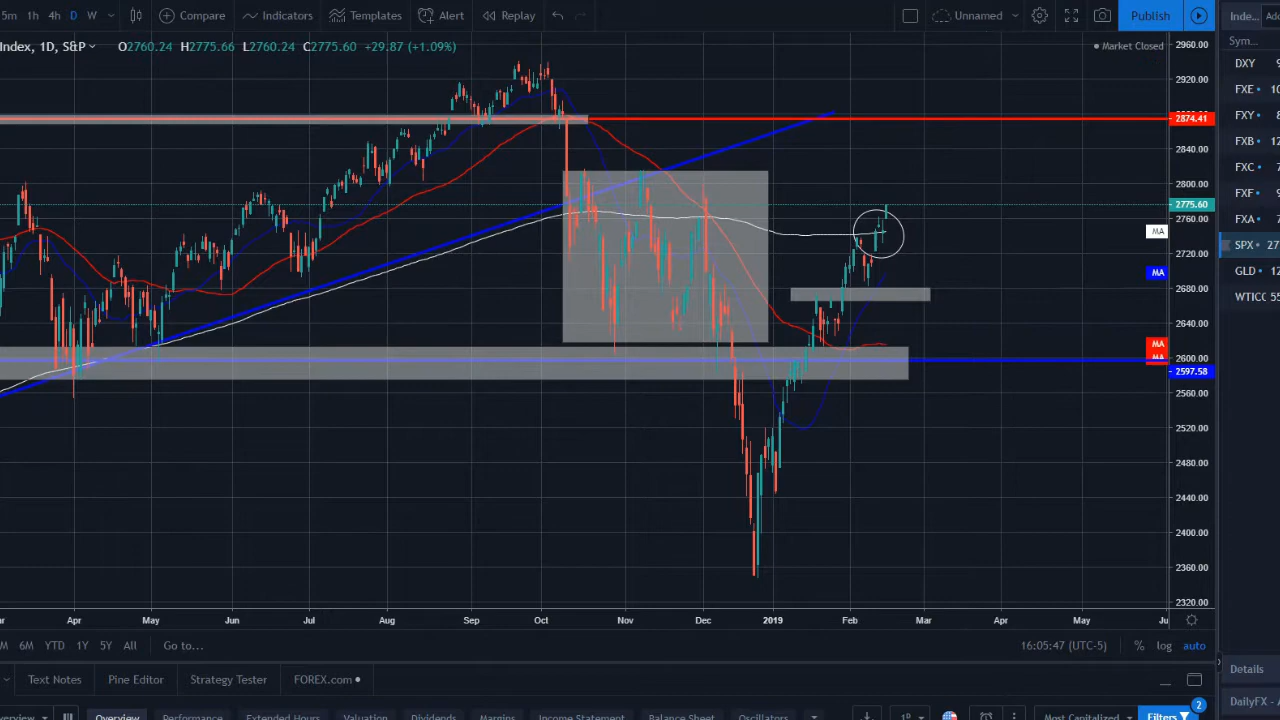 5m 1h 4h D W Compare Indicators Templates Alert Replay Unnamed Publish Inde...
Index, 1D, S&P O2760.24 H2775.66 L2760.24 C2775.60 +29.87 (+1.09%)
Market Closed
Sym...
DXY
FXE
FXY
FXB
FXC
FXF
FXA
SPX
GLD
WTICC
2960.00
2920.00
2874.41
2840.00
2800.00
2775.60
2760.00
MA
2720.00
MA
2680.00
2640.00
MA
MA
2600.00
2597.58
2560.00
2520.00
2480.00
2440.00
2400.00
2360.00
2320.00
Apr May Jun Jul Aug Sep Oct Nov Dec 2019 Feb Mar Apr May
6M YTD 1Y 5Y All Go to... 16:05:47 (UTC-5) % log auto
Text Notes Pine Editor Strategy Tester FOREX.com
Details
DailyFX
Overview Performance Extended Hours Valuation Dividends Margins Income Statement Balance Sheet Oscillators Most Capitalized Filters 2